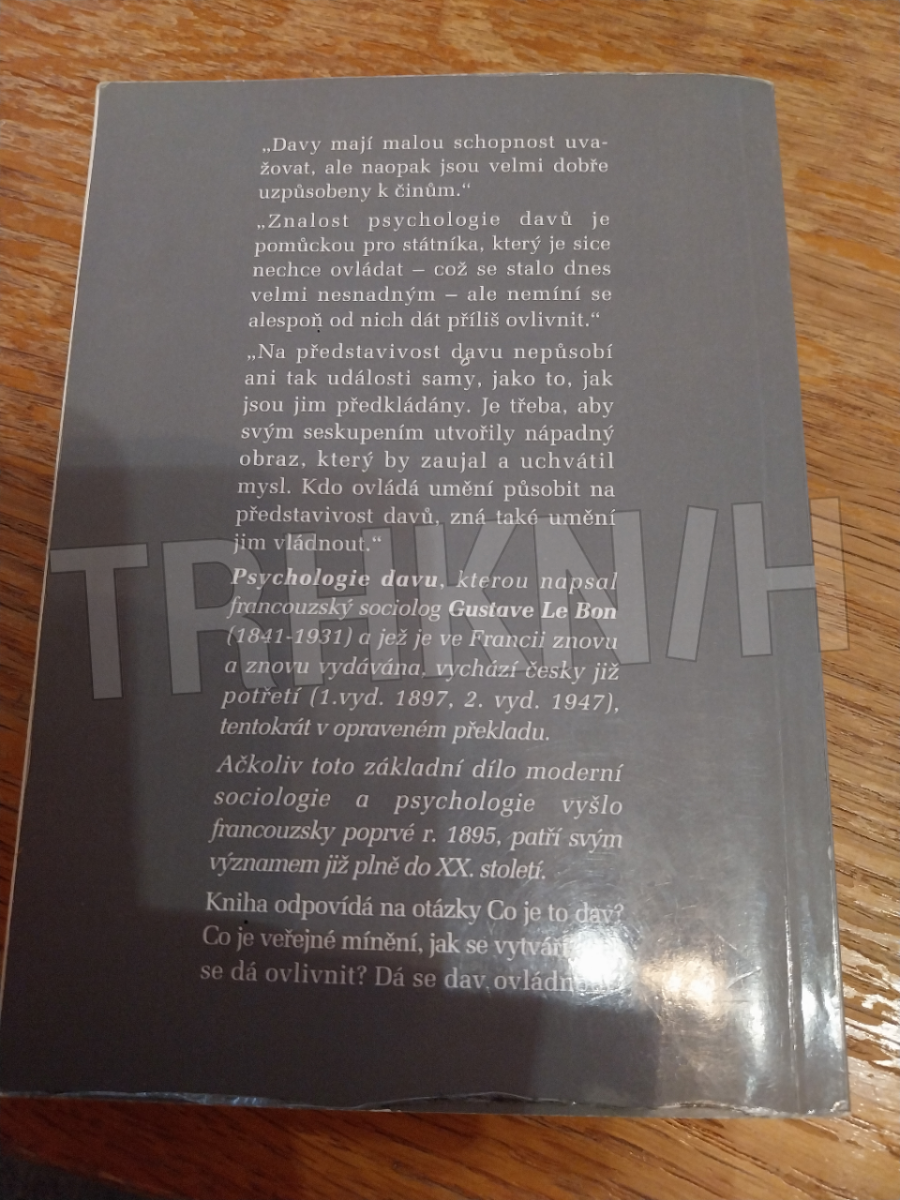 „Davy mají malou schopnost uva-
žovat, ale naopak jsou velmi dobře
uzpůsobeny k činům.“
„Znalost psychologie davů je
pomůckou pro státníka, který je sice
nechce ovládat – což se stalo dnes
velmi nesnadným – ale nemíní se
alespoň od nich dát příliš ovlivnit.“
„Na představivost davu nepůsobí
ani tak události samy, jako to, jak
jsou jim předkládány. Je třeba, aby
svým seskupením utvořily nápadný
obraz, který by zaujal a uchvátil
mysl. Kdo ovládá umění působit na
představivost davů, zná také umění
jim vládnout.“
TRHKNIH
Psychologie davu, kterou napsal
francouzský sociolog Gustave Le Bon
(1841-1931) a jež je ve Francii znovu
a znovu vydávána, vychází česky již
potřetí (1.vyd. 1897, 2. vyd. 1947),
tentokrát v opraveném překladu.
Ačkoliv toto základní dílo moderní
sociologie a psychologie vyšlo
francouzsky poprvé r. 1895, patří svým
významem již plně do XX. století.
Kniha odpovídá na otázky Co je to dav?
Co je veřejné mínění, jak se vytváří
se dá ovlivnit? Dá se dav